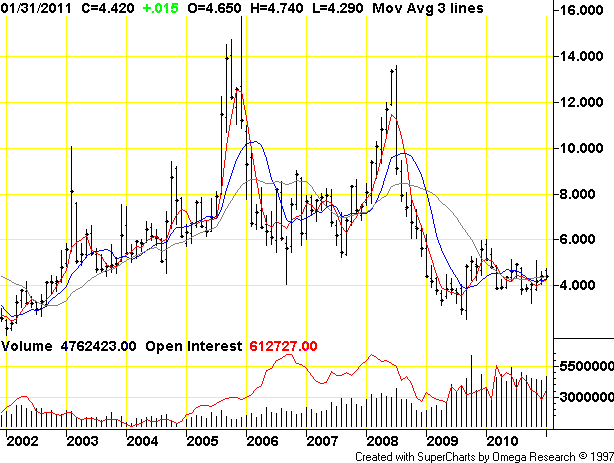 01/31/2011 C=4.420 +.015 O=4.650 H=4.740 L=4.290 Mov Avg 3 lines
16.000
14.000
12.000
10.000
8.000
6.000
4.000
Volume 4762423.00 Open Interest 612727.00
5500000
3000000
2002 2003 2004 2005 2006 2007 2008 2009 2010
Created with SuperCharts by Omega Research © 1997